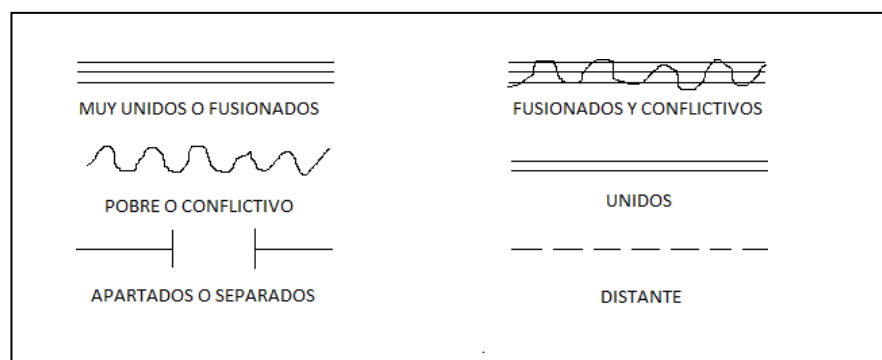 MUY UNIDOS O FUSIONADOS
FUSIONADOS Y CONFLICTIVOS
POBRE O CONFLICTIVO
UNIDOS
APARTADOS O SEPARADOS
DISTANTE